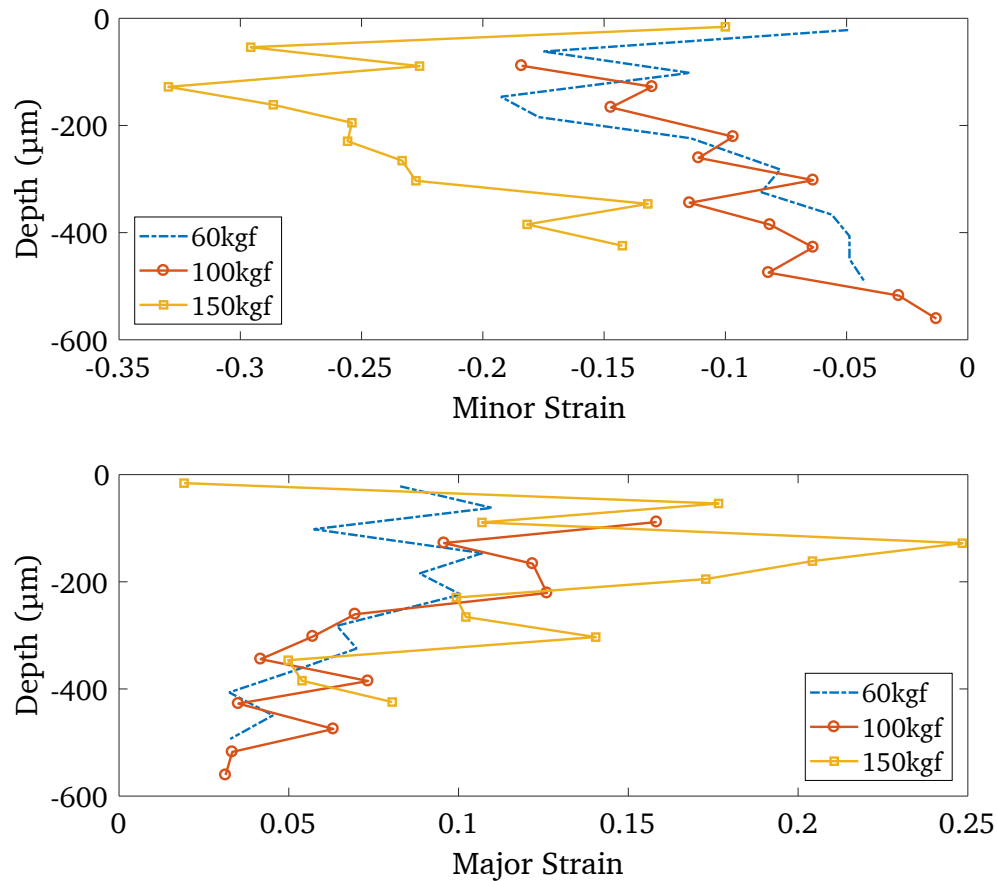 0
-200
-400
-600
Depth (µm)
60kgf
100kgf
150kgf
-0.35 -0.3 -0.25 -0.2 -0.15 -0.1 -0.05 0
Minor Strain
0
-200
-400
-600
Depth (µm)
60kgf
100kgf
150kgf
0 0.05 0.1 0.15 0.2 0.25
Major Strain